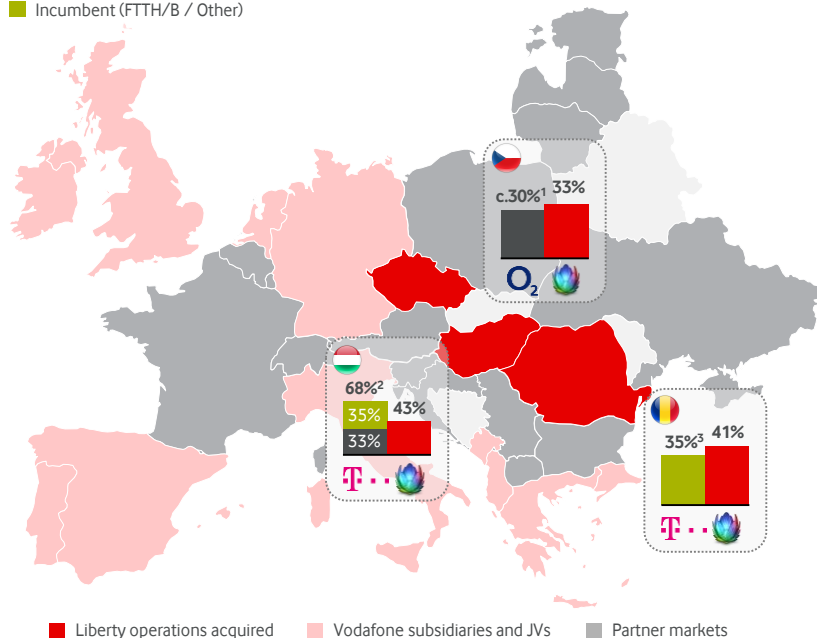 Incumbent (FTTH/B / Other)
c.30%¹ 33%
O₂
68%²
43%
35%
33%
T··
35%³ 41%
T··
Liberty operations acquired Vodafone subsidiaries and JVs Partner markets